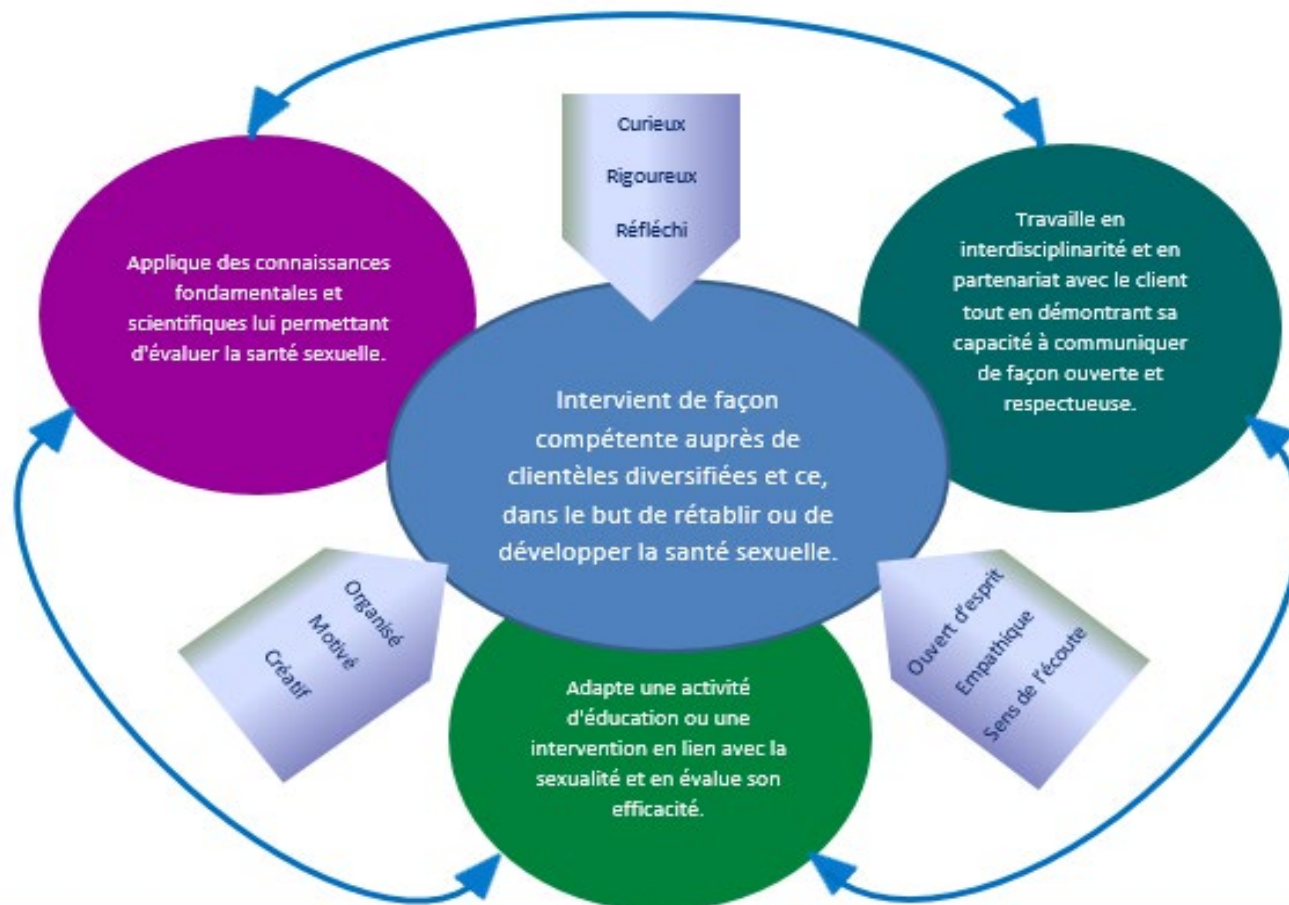 Curieux
Rigoureux
Réfléchi
Applique des connaissances
fondamentales et
scientifiques lui permettant
d'évaluer la santé sexuelle.
Travaille en
interdisciplinarité et en
partenariat avec le client
tout en démontrant sa
capacité à communiquer
de façon ouverte et
respectueuse.
Intervient de façon
compétente auprès de
clientèles diversifiées et ce,
dans le but de rétablir ou de
développer la santé sexuelle.
Organisé
Motivé
Créatif
Ouvert d'esprit
Empathique
Sens de l'écoute
Adapte une activité
d'éducation ou une
intervention en lien avec la
sexualité et en évalue son
efficacité.